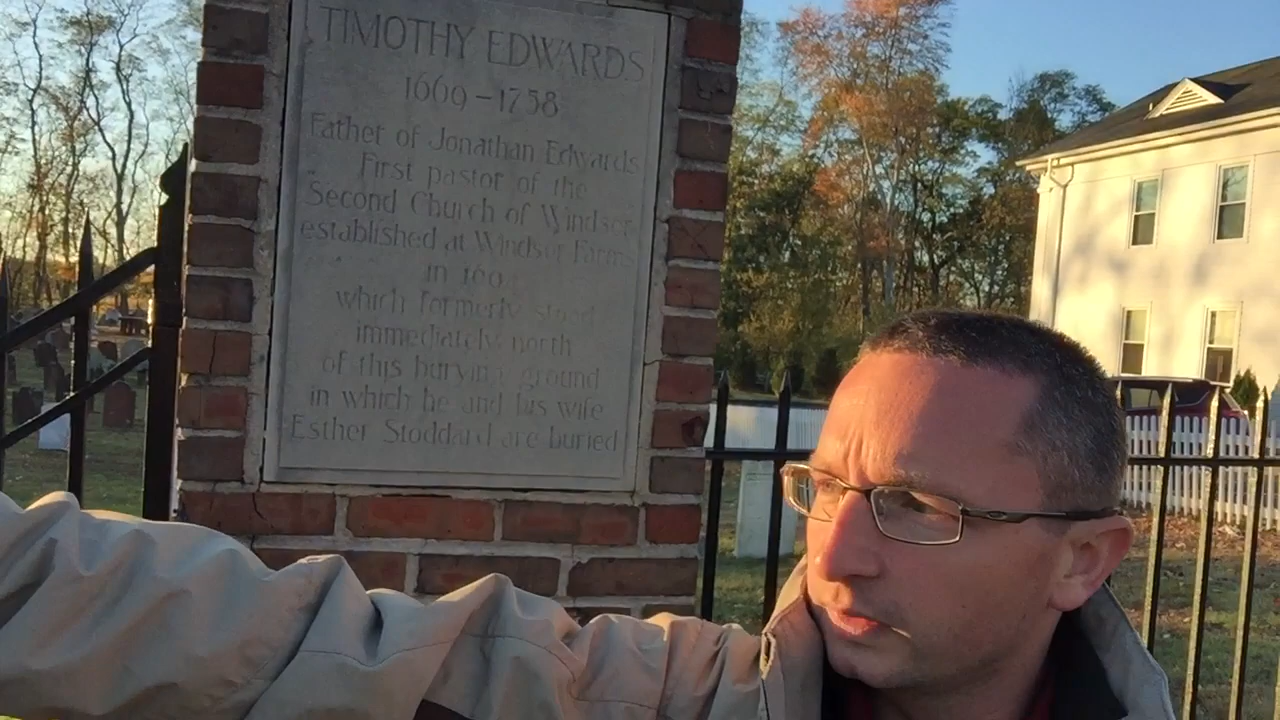 TIMOTHY EDWARDS
1669-1758
Father of Jonathan Edwards
First pastor of the
Second Church of Windsor
established at Windsor Farms
in
which formerly stood
immediately north
of this burying ground
in which he and his wife
Esther Stoddard are buried